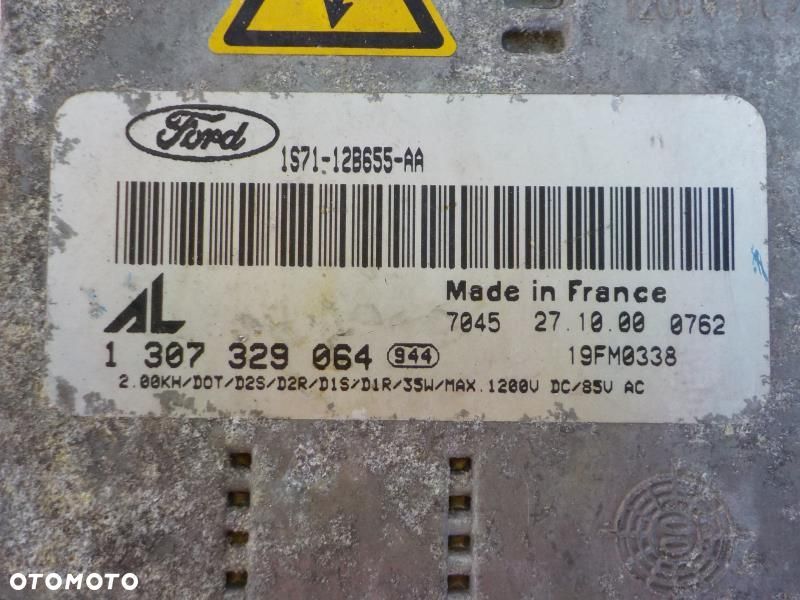 Ford
1S71-12B655-AA
AL
Made in France
7045 27.10.00 0762
1 307 329 064 944 19FM0338
2.00KH/DOT/D2S/D2R/D1S/D1R/35W/MAX.1200V DC/85V AC
OTOMOTO